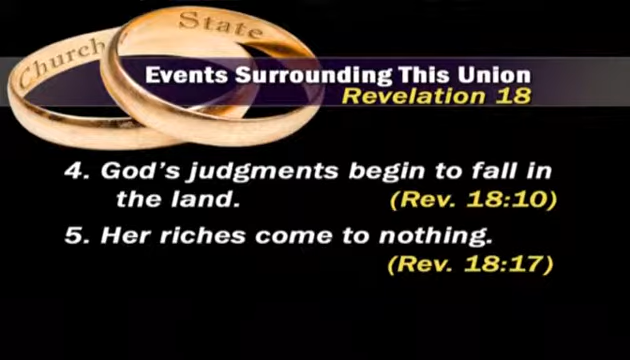 Church
State
Events Surrounding This Union
Revelation 18
4. God's judgments begin to fall in
the land. (Rev. 18:10)
5. Her riches come to nothing.
(Rev. 18:17)